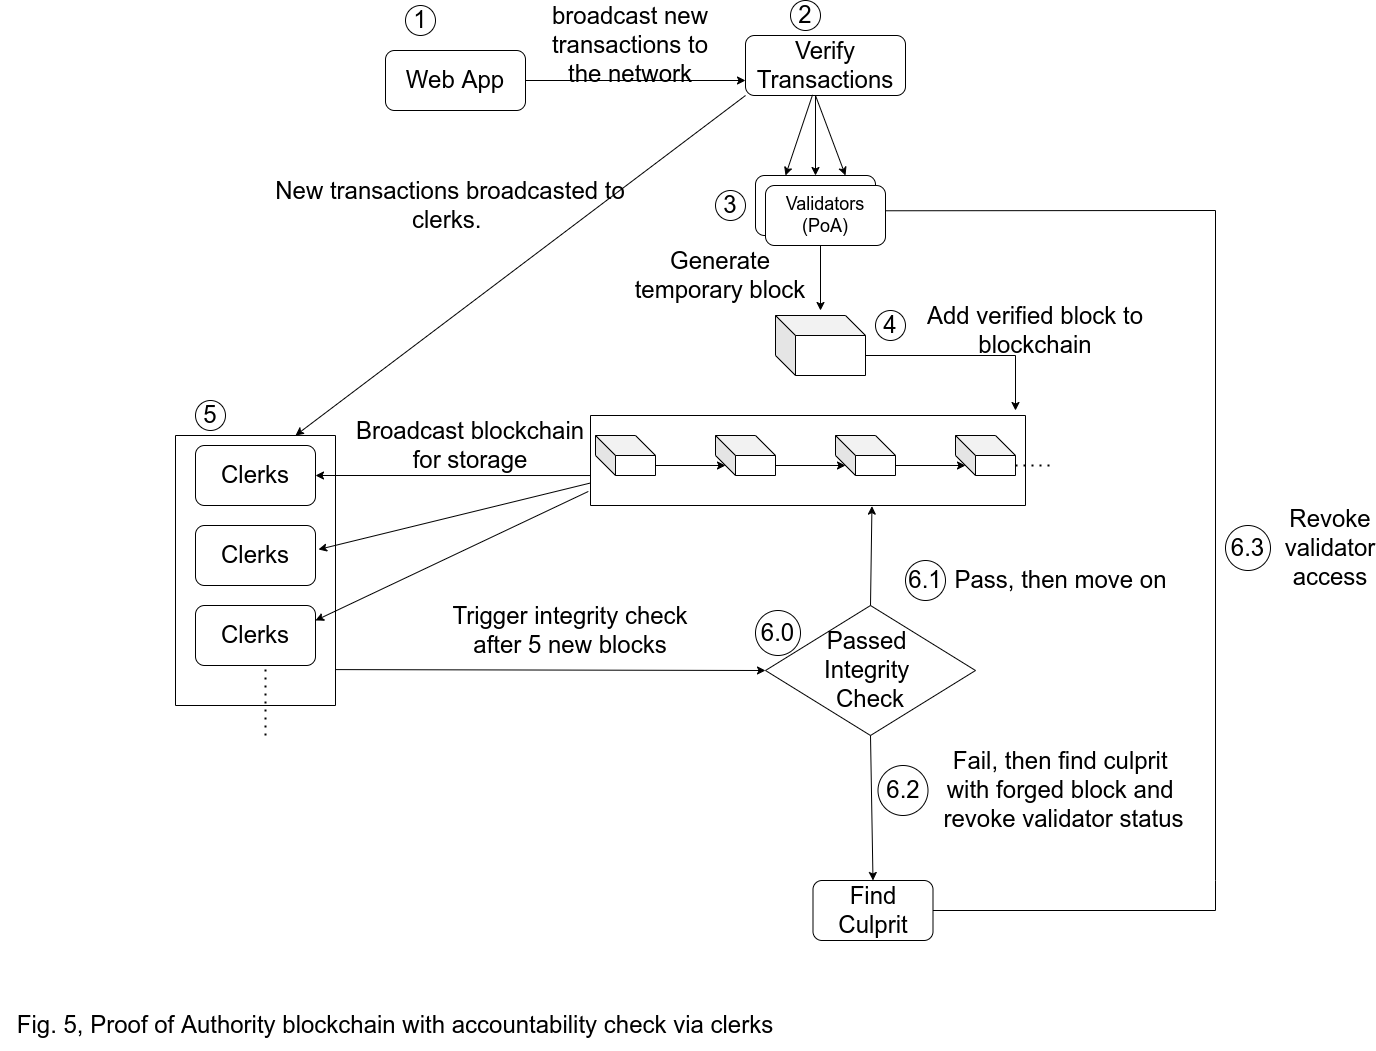 1
broadcast new
transactions to
the network
2
Web App
Verify
Transactions
New transactions broadcasted to
clerks.
3
Validators
(PoA)
Generate
temporary block
4
Add verified block to
blockchain
5
Broadcast blockchain
for storage
Clerks
Clerks
Clerks
Trigger integrity check
after 5 new blocks
6.0
Passed
Integrity
Check
6.1
Pass, then move on
6.3
Revoke
validator
access
6.2
Fail, then find culprit
with forged block and
revoke validator status
Find
Culprit
Fig. 5, Proof of Authority blockchain with accountability check via clerks